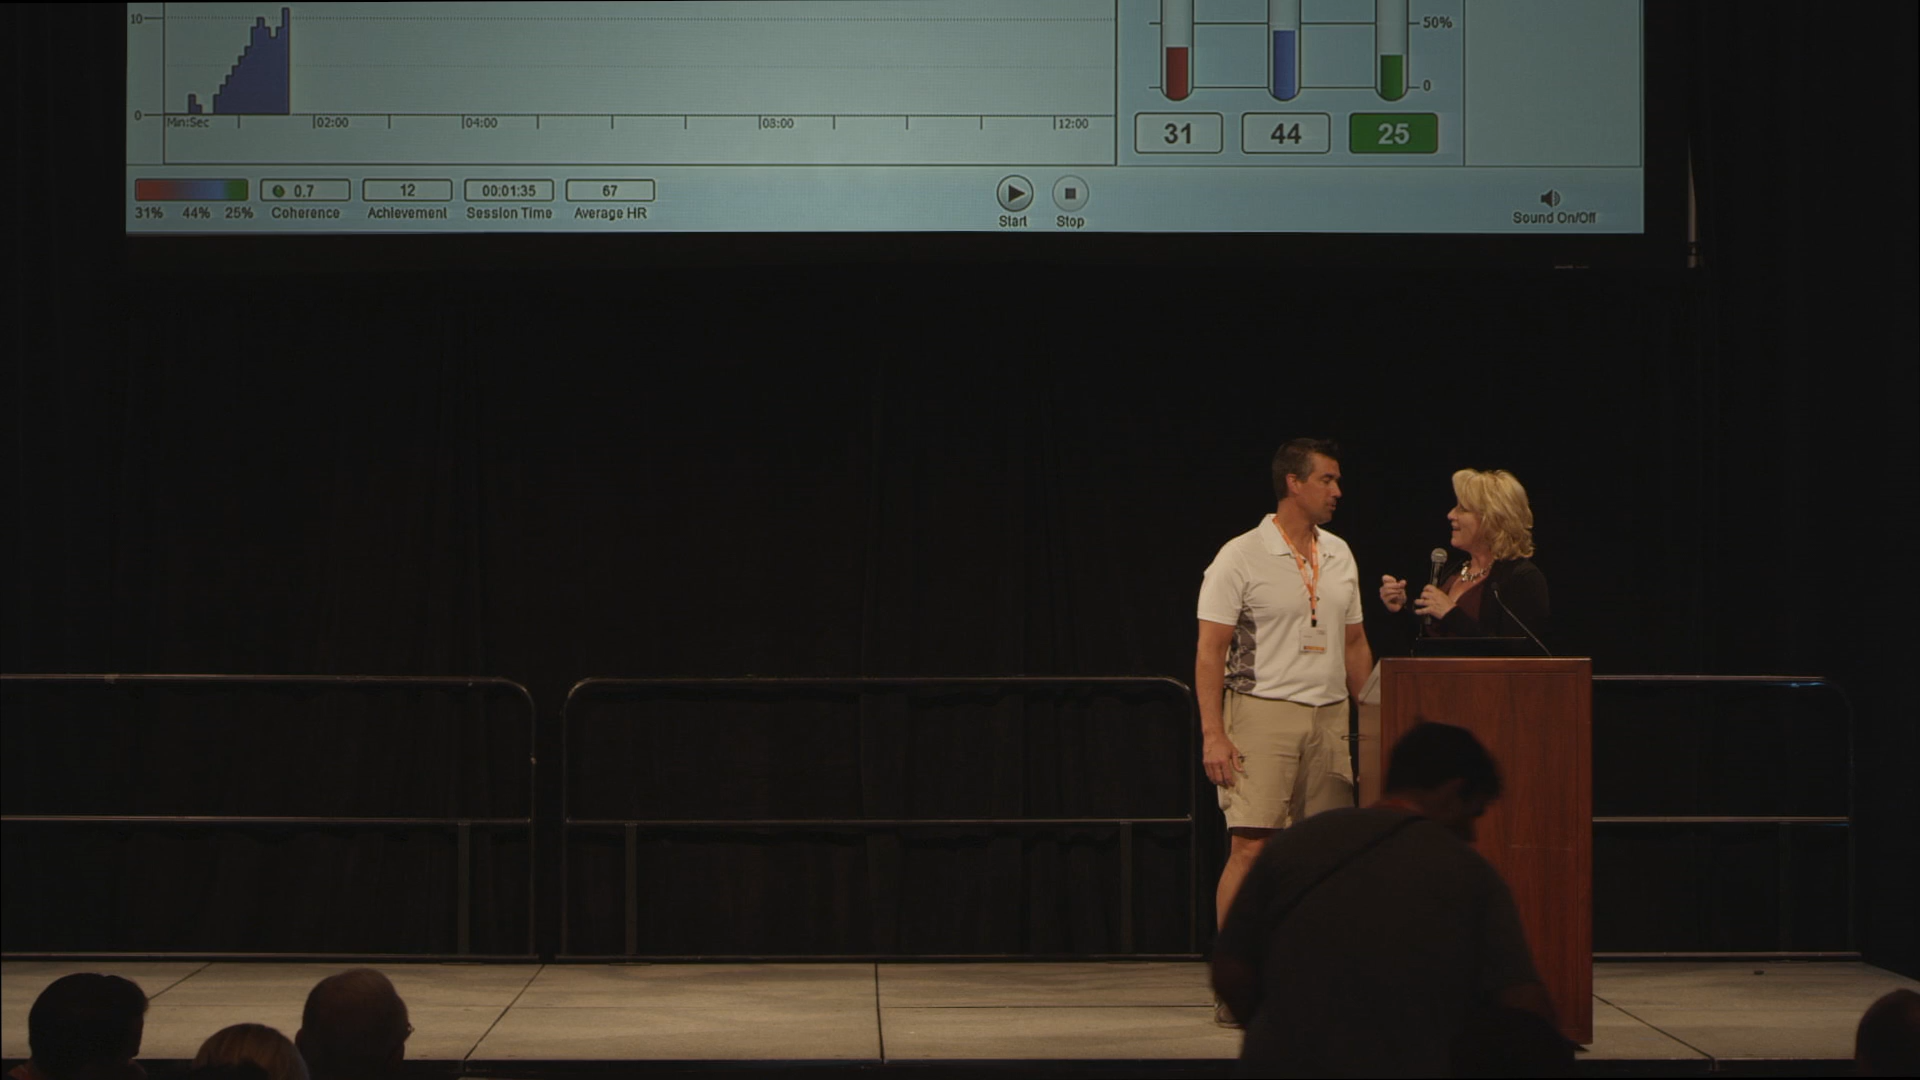 10
50%
0
0
Min:Sec
02:00
04:00
08:00
12:00
31
44
25
0.7
12
00:01:35
67
31%
44%
25%
Coherence
Achievement
Session Time
Average HR
Start
Stop
Sound On/Off